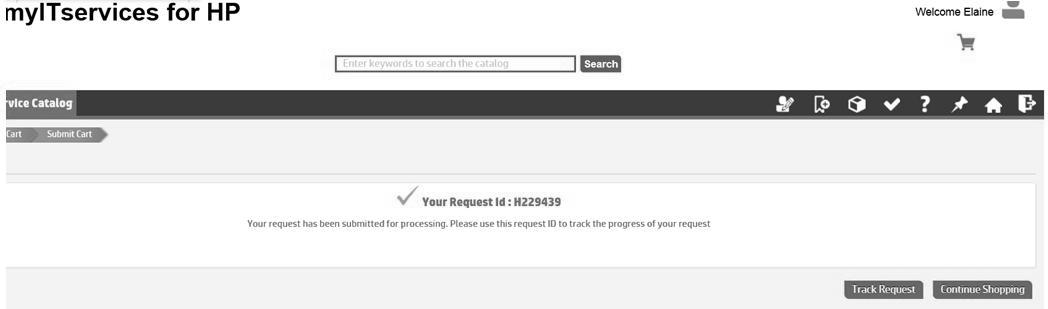 myITservices for HP
Welcome Elaine
Enter keywords to search the catalog
Search
rvice Catalog
Cart
Submit Cart
Your Request Id : H229439
Your request has been submitted for processing. Please use this request ID to track the progress of your request
Track Request
Continue Shopping